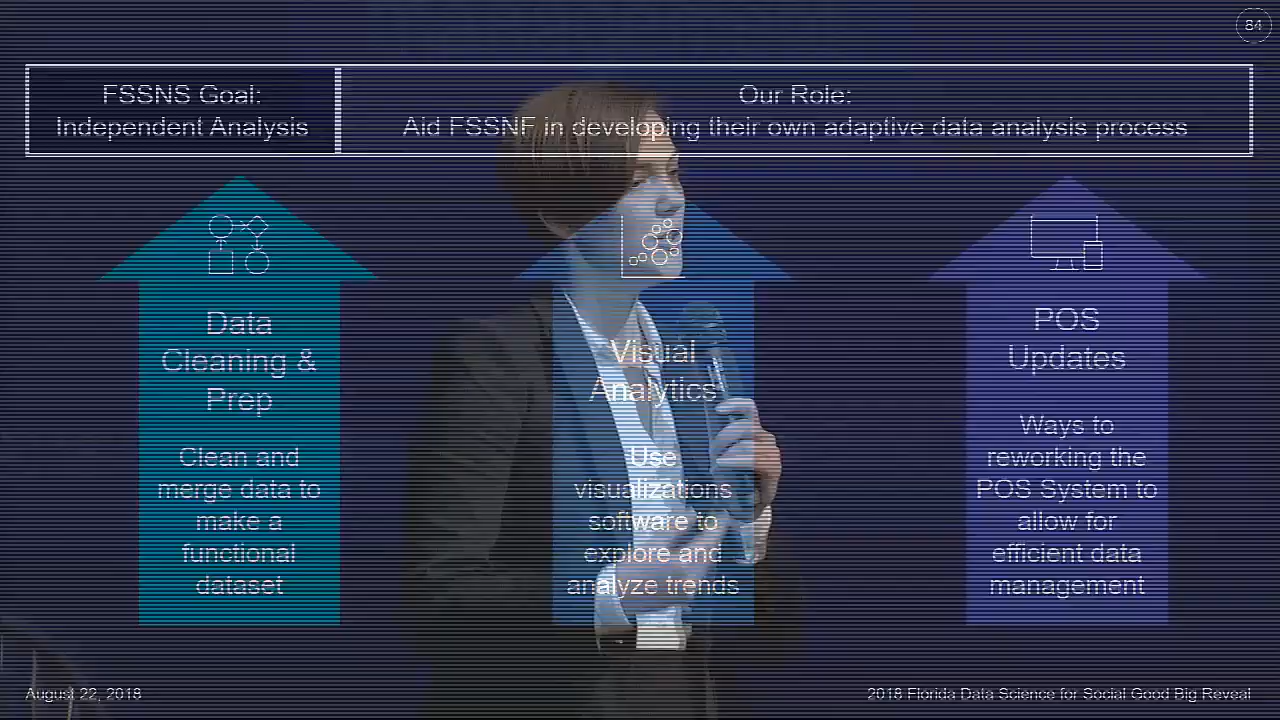 84
FSSNS Goal:
Independent Analysis
Our Role:
Aid FSSNF in developing their own adaptive data analysis process
Data
Cleaning &
Prep
Clean and
merge data to
make a
functional
dataset
Visual
Analytics
Use
visualizations
software to
explore and
analyze trends
POS
Updates
Ways to
reworking the
POS System to
allow for
efficient data
management
August 22, 2018
2018 Florida Data Science for Social Good Big Reveal